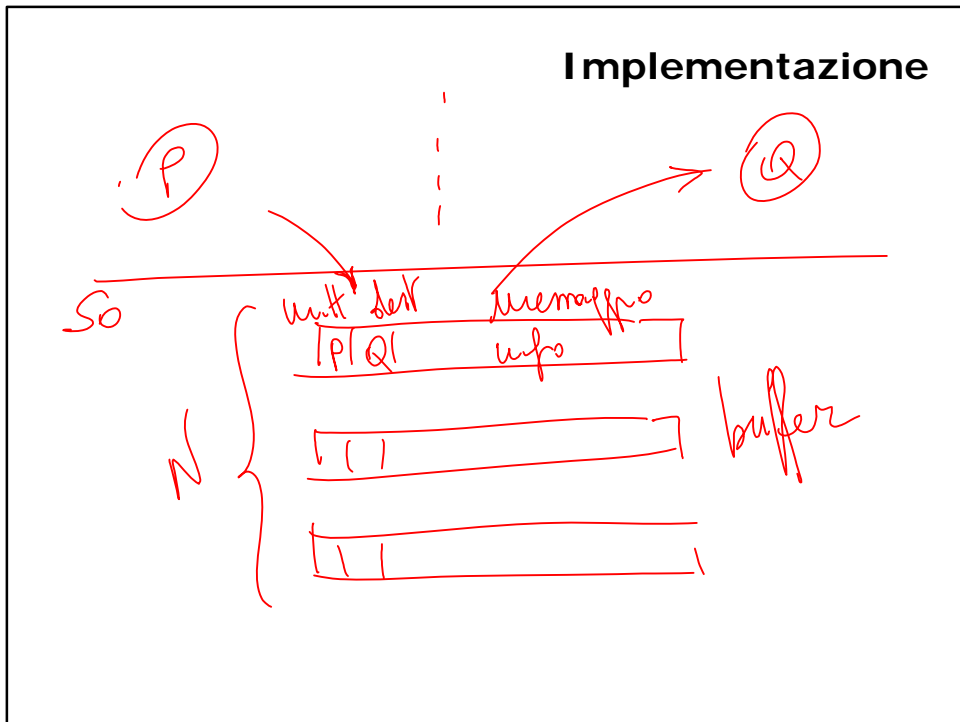 Implementazione
P Q
SO
mitt dest messaggio
P Q info
N
buffer